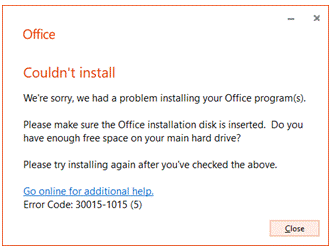 Office
Couldn't install
We're sorry, we had a problem installing your Office program(s).
Please make sure the Office installation disk is inserted.  Do you
have enough free space on your main hard drive?
Please try installing again after you've checked the above.
Go online for additional help.
Error Code: 30015-1015 (5)
Close